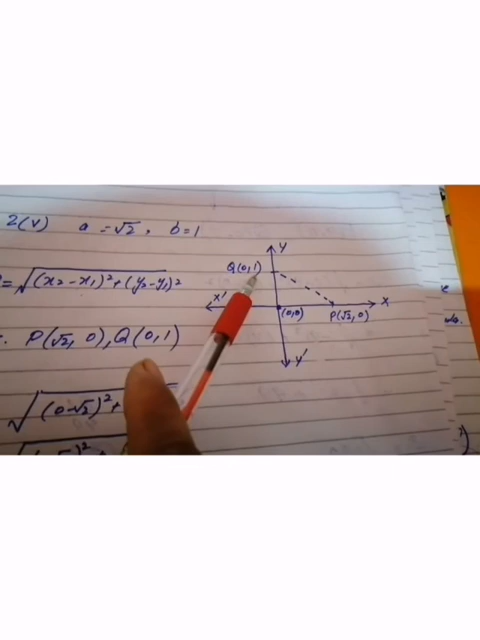 2(v) a = √2, b = 1
= √(x₂ - x₁)² + (y₂ - y₁)²
P(√2, 0), Q(0, 1)
√(0-√2)² +
Y
Q(0,1)
X'
X
(0,0)
P(√2, 0)
Y'